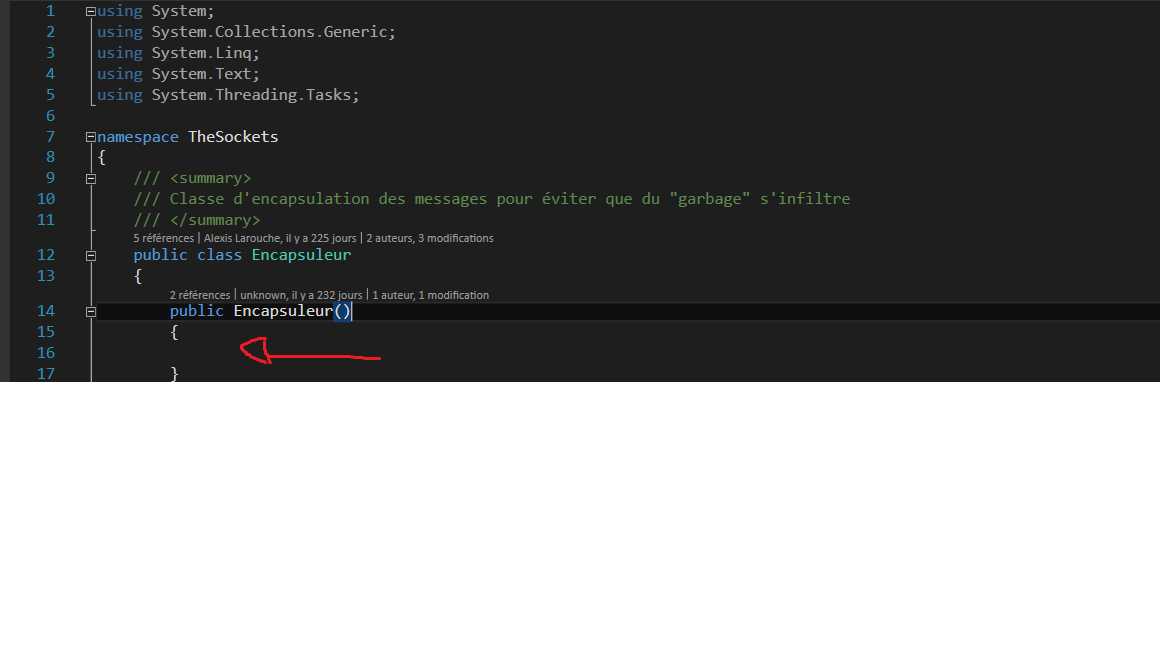 1 using System;
2 using System.Collections.Generic;
3 using System.Linq;
4 using System.Text;
5 using System.Threading.Tasks;
6
7 namespace TheSockets
8 {
9 /// <summary>
10 /// Classe d'encapsulation des messages pour éviter que du "garbage" s'infiltre
11 /// </summary>
5 références | Alexis Larouche, il y a 225 jours | 2 auteurs, 3 modifications
12 public class Encapsuleur
13 {
2 références | unknown, il y a 232 jours | 1 auteur, 1 modification
14 public Encapsuleur()
15 {
16
17 }